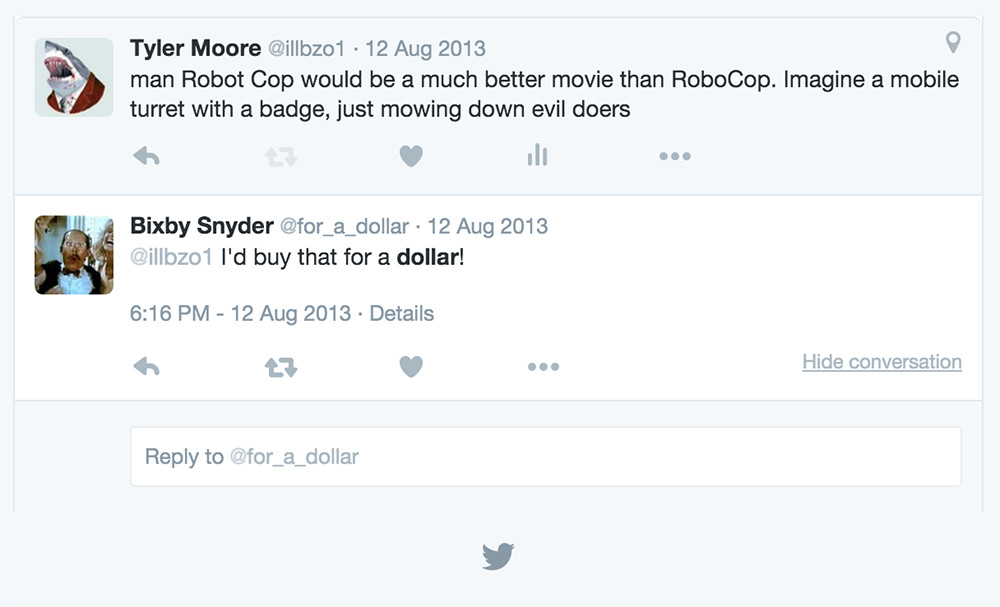 Tyler Moore @illbzo1 · 12 Aug 2013
man Robot Cop would be a much better movie than RoboCop. Imagine a mobile
turret with a badge, just mowing down evil doers
Bixby Snyder @for_a_dollar · 12 Aug 2013
@illbzo1 I'd buy that for a dollar!
6:16 PM - 12 Aug 2013 · Details
Hide conversation
Reply to @for_a_dollar